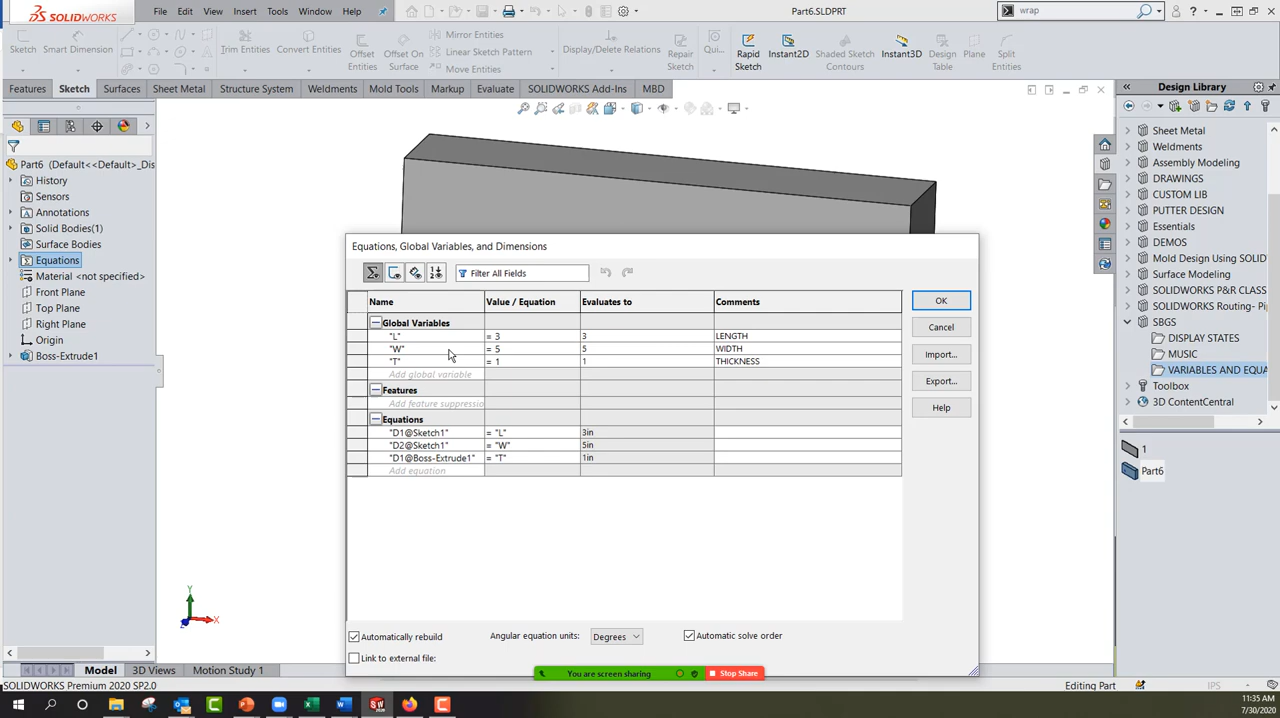 SOLIDWORKS File Edit View Insert Tools Window Help Part6.SLDPRT wrap
Sketch Smart Dimension Trim Entities Convert Entities Offset Entities Offset On Surface Mirror Entities Linear Sketch Pattern Move Entities Display/Delete Relations Repair Sketch Qui... Rapid Sketch Instant2D Shaded Sketch Contours Instant3D Design Table Plane Split Entities
Features Sketch Surfaces Sheet Metal Structure System Weldments Mold Tools Markup Evaluate SOLIDWORKS Add-Ins MBD
Design Library
Part6 (Default<<Default>_Dis
History
Sensors
Annotations
Solid Bodies(1)
Surface Bodies
Equations
Material <not specified>
Front Plane
Top Plane
Right Plane
Origin
Boss-Extrude1
Equations, Global Variables, and Dimensions
Filter All Fields
Name Value / Equation Evaluates to Comments
Global Variables
"L" = 3 3 LENGTH
"W" = 5 5 WIDTH
"T" = 1 1 THICKNESS
Add global variable
Features
Add feature suppressio
Equations
"D1@Sketch1" = "L" 3in
"D2@Sketch1" = "W" 5in
"D1@Boss-Extrude1" = "T" 1in
Add equation
OK
Cancel
Import...
Export...
Help
Automatically rebuild Angular equation units: Degrees Automatic solve order
Link to external file:
You are screen sharing Stop Share
Sheet Metal
Weldments
Assembly Modeling
DRAWINGS
CUSTOM LIB
PUTTER DESIGN
Essentials
DEMOS
Mold Design Using SOLID
Surface Modeling
SOLIDWORKS P&R CLASS
SOLIDWORKS Routing- Pi
SBGS
DISPLAY STATES
MUSIC
VARIABLES AND EQUA
Toolbox
3D ContentCentral
1
Part6
Y
X
Model 3D Views Motion Study 1
SOLIDWORKS Premium 2020 SP2.0 Editing Part IPS
11:35 AM
7/30/2020